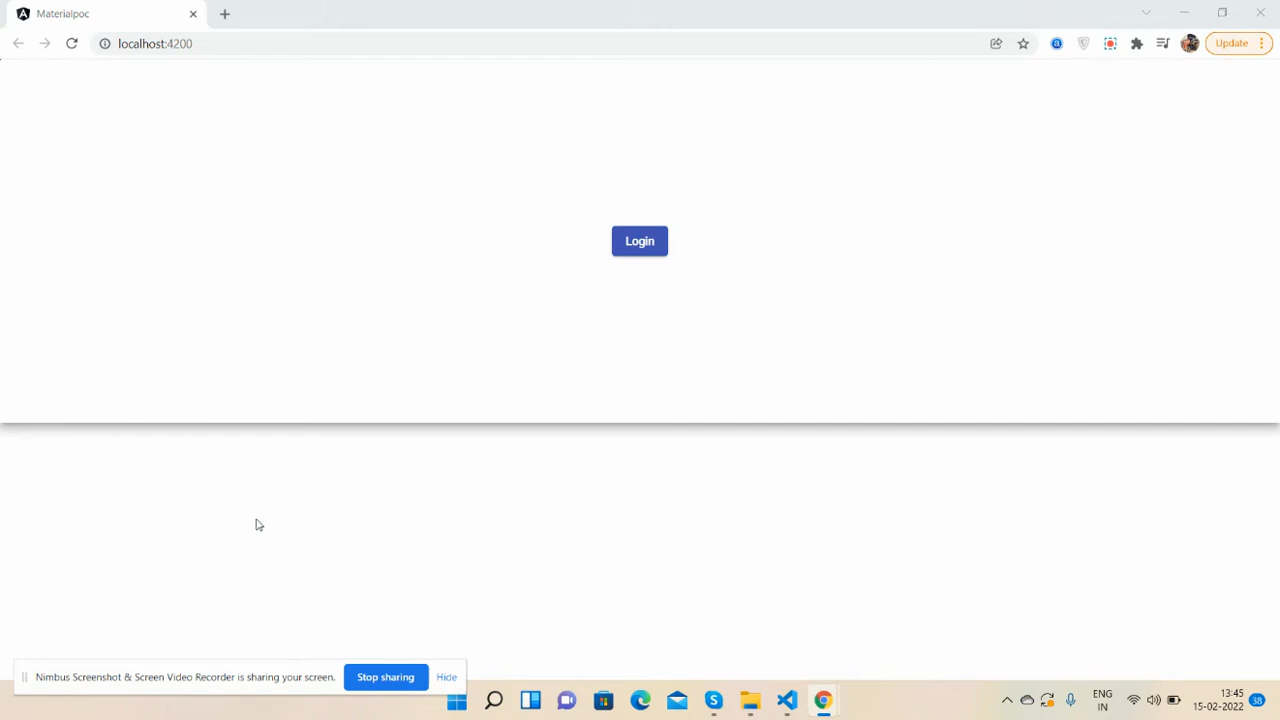 Materialpoc
localhost:4200
Update
Login
Nimbus Screenshot & Screen Video Recorder is sharing your screen.
Stop sharing
Hide
ENG
IN
13:45
15-02-2022
38